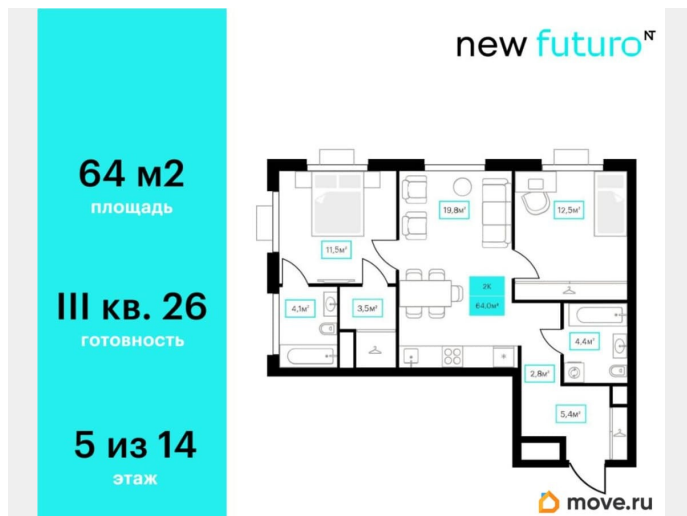 new futuro NT
64 м2
площадь
III кв. 26
готовность
5 из 14
этаж
11,5м²
19,8м²
12,5м²
2К
64.0м²
4,1м²
3,5м²
4,4м²
2,8м²
5,4м²
move.ru